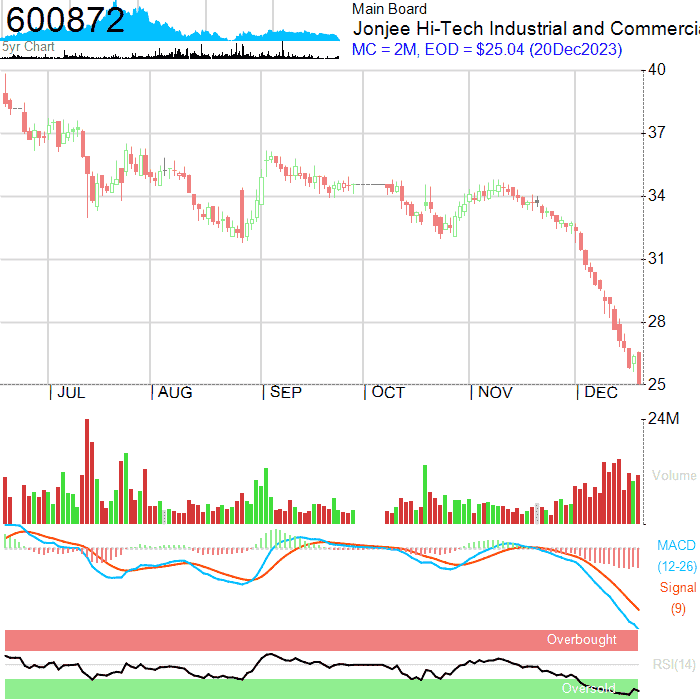 600872
5yr Chart
Main Board
Jonjee Hi-Tech Industrial and Commercia
MC = 2M, EOD = $25.04 (20Dec2023)
40
37
34
31
28
25
JUL AUG SEP OCT NOV DEC
24M
Volume
MACD
(12-26)
Signal
(9)
Overbought
RSI(14)
Oversold